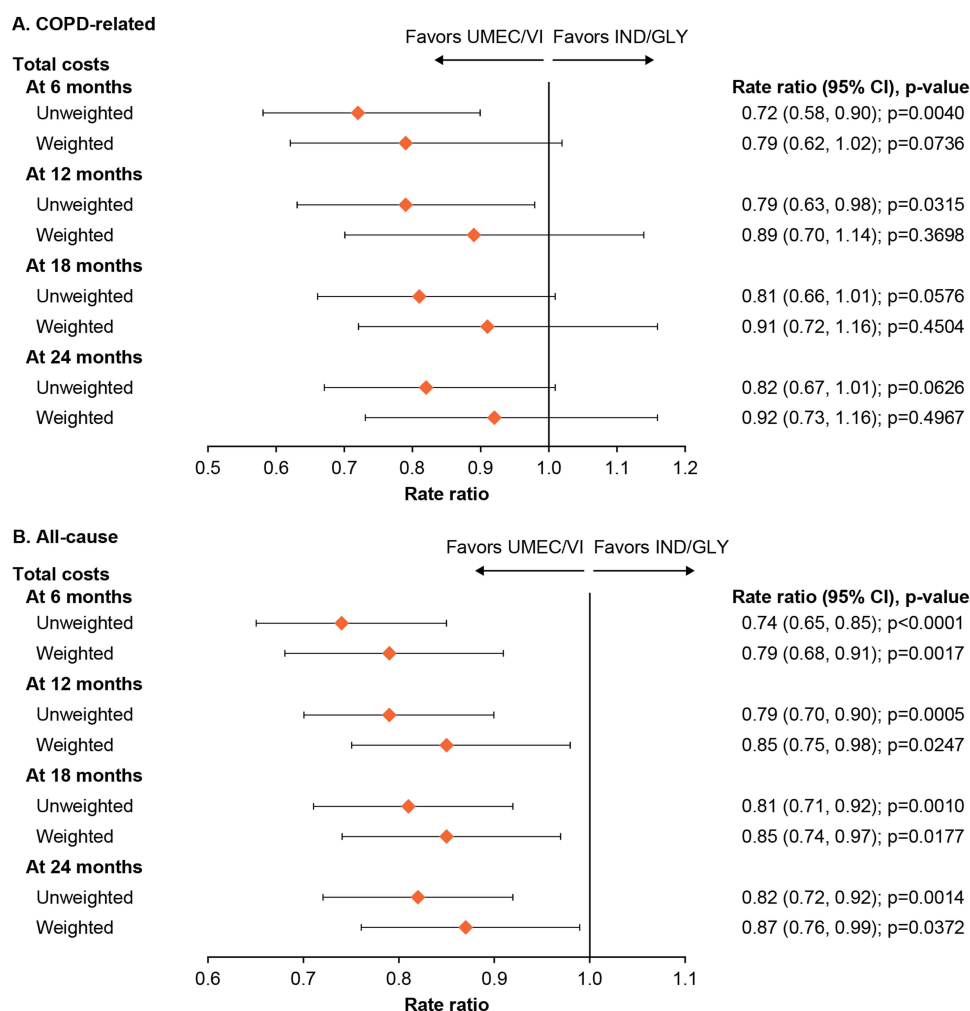 A. COPD-related
Favors UMEC/VI Favors IND/GLY
Total costs
At 6 months Rate ratio (95% CI), p-value
Unweighted 0.72 (0.58, 0.90); p=0.0040
Weighted 0.79 (0.62, 1.02); p=0.0736
At 12 months
Unweighted 0.79 (0.63, 0.98); p=0.0315
Weighted 0.89 (0.70, 1.14); p=0.3698
At 18 months
Unweighted 0.81 (0.66, 1.01); p=0.0576
Weighted 0.91 (0.72, 1.16); p=0.4504
At 24 months
Unweighted 0.82 (0.67, 1.01); p=0.0626
Weighted 0.92 (0.73, 1.16); p=0.4967
0.5 0.6 0.7 0.8 0.9 1.0 1.1 1.2
Rate ratio
B. All-cause
Favors UMEC/VI Favors IND/GLY
Total costs
At 6 months Rate ratio (95% CI), p-value
Unweighted 0.74 (0.65, 0.85); p<0.0001
Weighted 0.79 (0.68, 0.91); p=0.0017
At 12 months
Unweighted 0.79 (0.70, 0.90); p=0.0005
Weighted 0.85 (0.75, 0.98); p=0.0247
At 18 months
Unweighted 0.81 (0.71, 0.92); p=0.0010
Weighted 0.85 (0.74, 0.97); p=0.0177
At 24 months
Unweighted 0.82 (0.72, 0.92); p=0.0014
Weighted 0.87 (0.76, 0.99); p=0.0372
0.6 0.7 0.8 0.9 1.0 1.1
Rate ratio